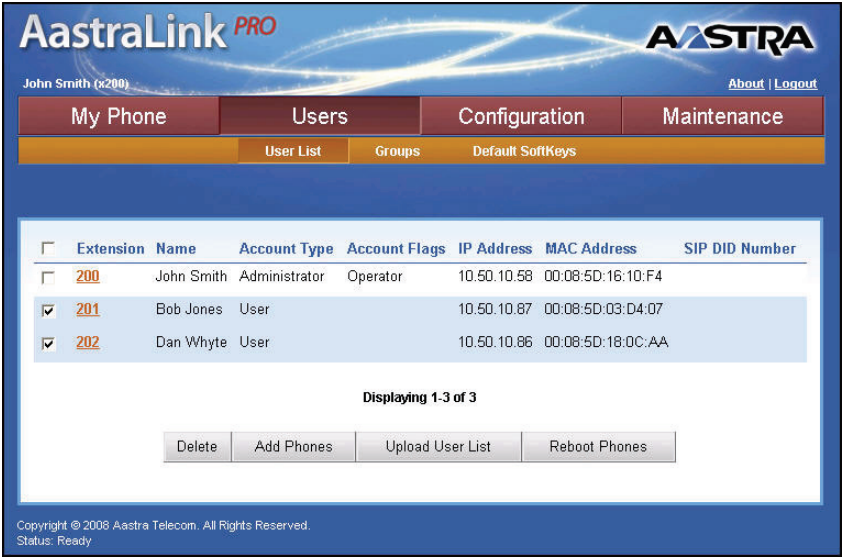 AastraLink PRO
AASTRA
John Smith (x200)
About | Logout
My Phone Users Configuration Maintenance
User List Groups Default SoftKeys
Extension Name Account Type Account Flags IP Address MAC Address SIP DID Number
200 John Smith Administrator Operator 10.50.10.58 00:08:5D:16:10:F4
201 Bob Jones User 10.50.10.87 00:08:5D:03:D4:07
202 Dan Whyte User 10.50.10.86 00:08:5D:18:0C:AA
Displaying 1-3 of 3
Delete Add Phones Upload User List Reboot Phones
Copyright © 2008 Aastra Telecom. All Rights Reserved.
Status: Ready